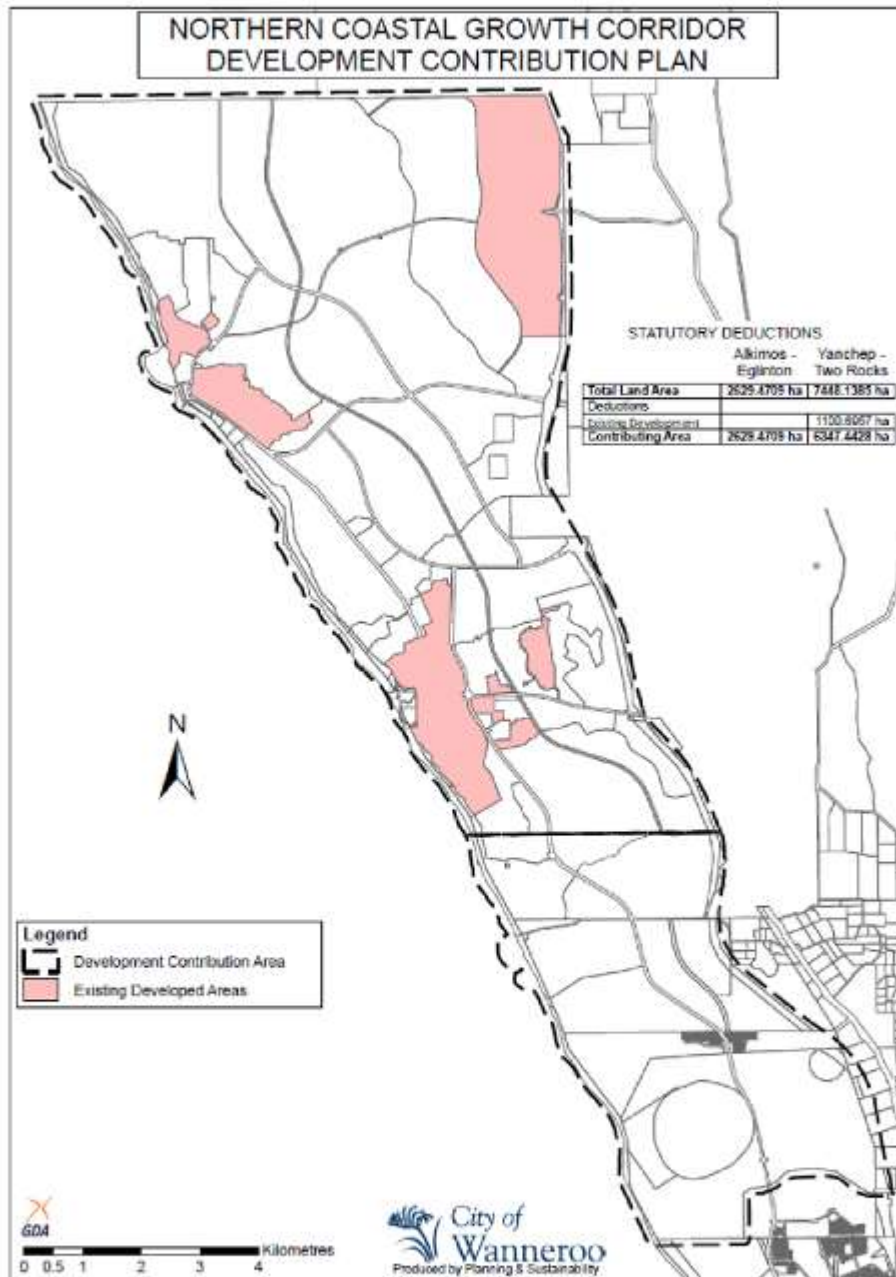 NORTHERN COASTAL GROWTH CORRIDOR
DEVELOPMENT CONTRIBUTION PLAN
STATUTORY DEDUCTIONS
Alkimos - Yanchep -
Eglinton Two Rocks
Total Land Area 2629.4709 ha 7448.1385 ha
Deductions
Existing Development 1100.6957 ha
Contributing Area 2629.4709 ha 6347.4428 ha
N
Legend
Development Contribution Area
Existing Developed Areas
GDA
Kilometres
0 0.5 1 2 3 4
City of
Wanneroo
Produced by Planning & Sustainability